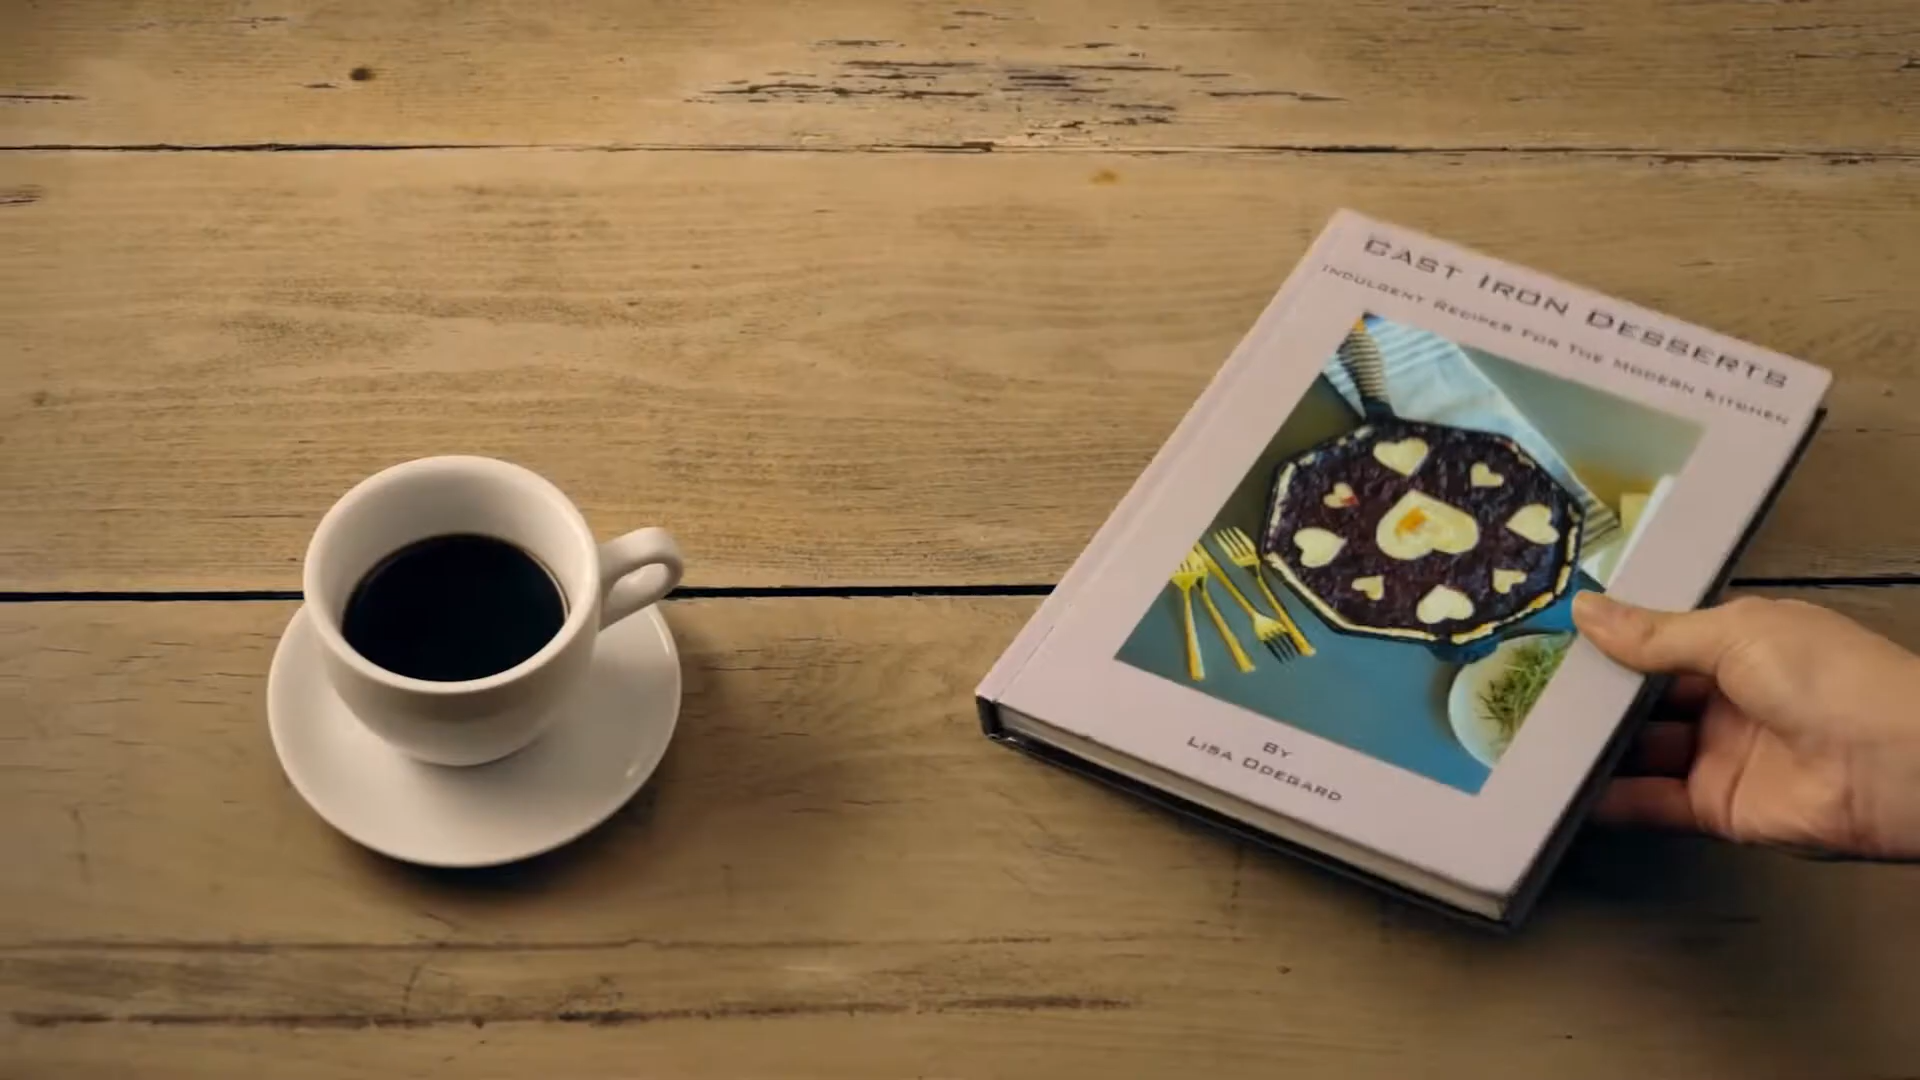 Cast Iron Desserts
Indulgent Recipes for the Modern Kitchen
By
Lisa Odegard